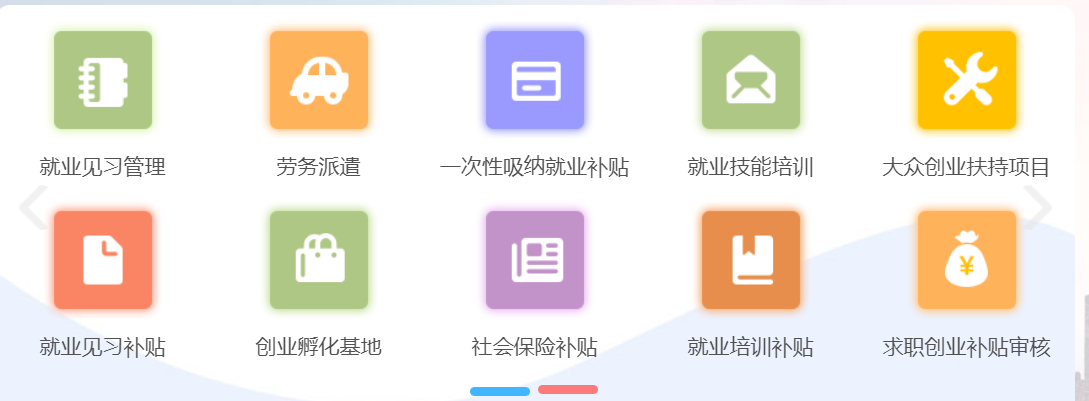 就业见习管理
劳务派遣
一次性吸纳就业补贴
就业技能培训
大众创业扶持项目
就业见习补贴
创业孵化基地
社会保险补贴
就业培训补贴
求职创业补贴审核
¥